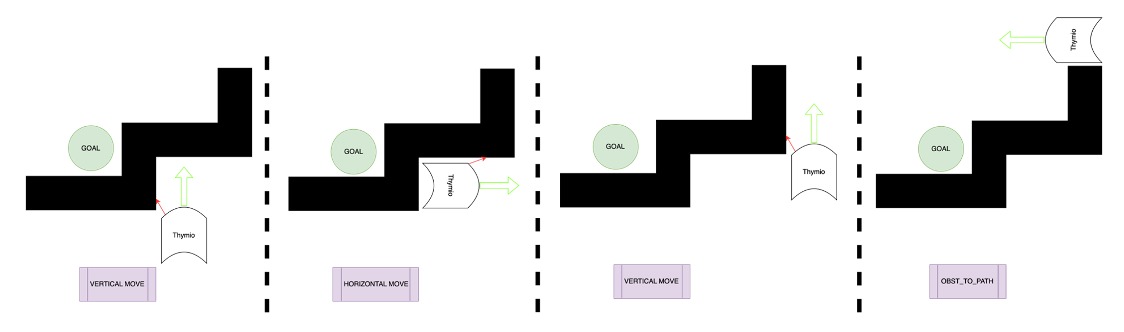 Thymio
GOAL
Thymio
VERTICAL MOVE
GOAL
Thymio
HORIZONTAL MOVE
GOAL
Thymio
VERTICAL MOVE
GOAL
OBST_TO_PATH